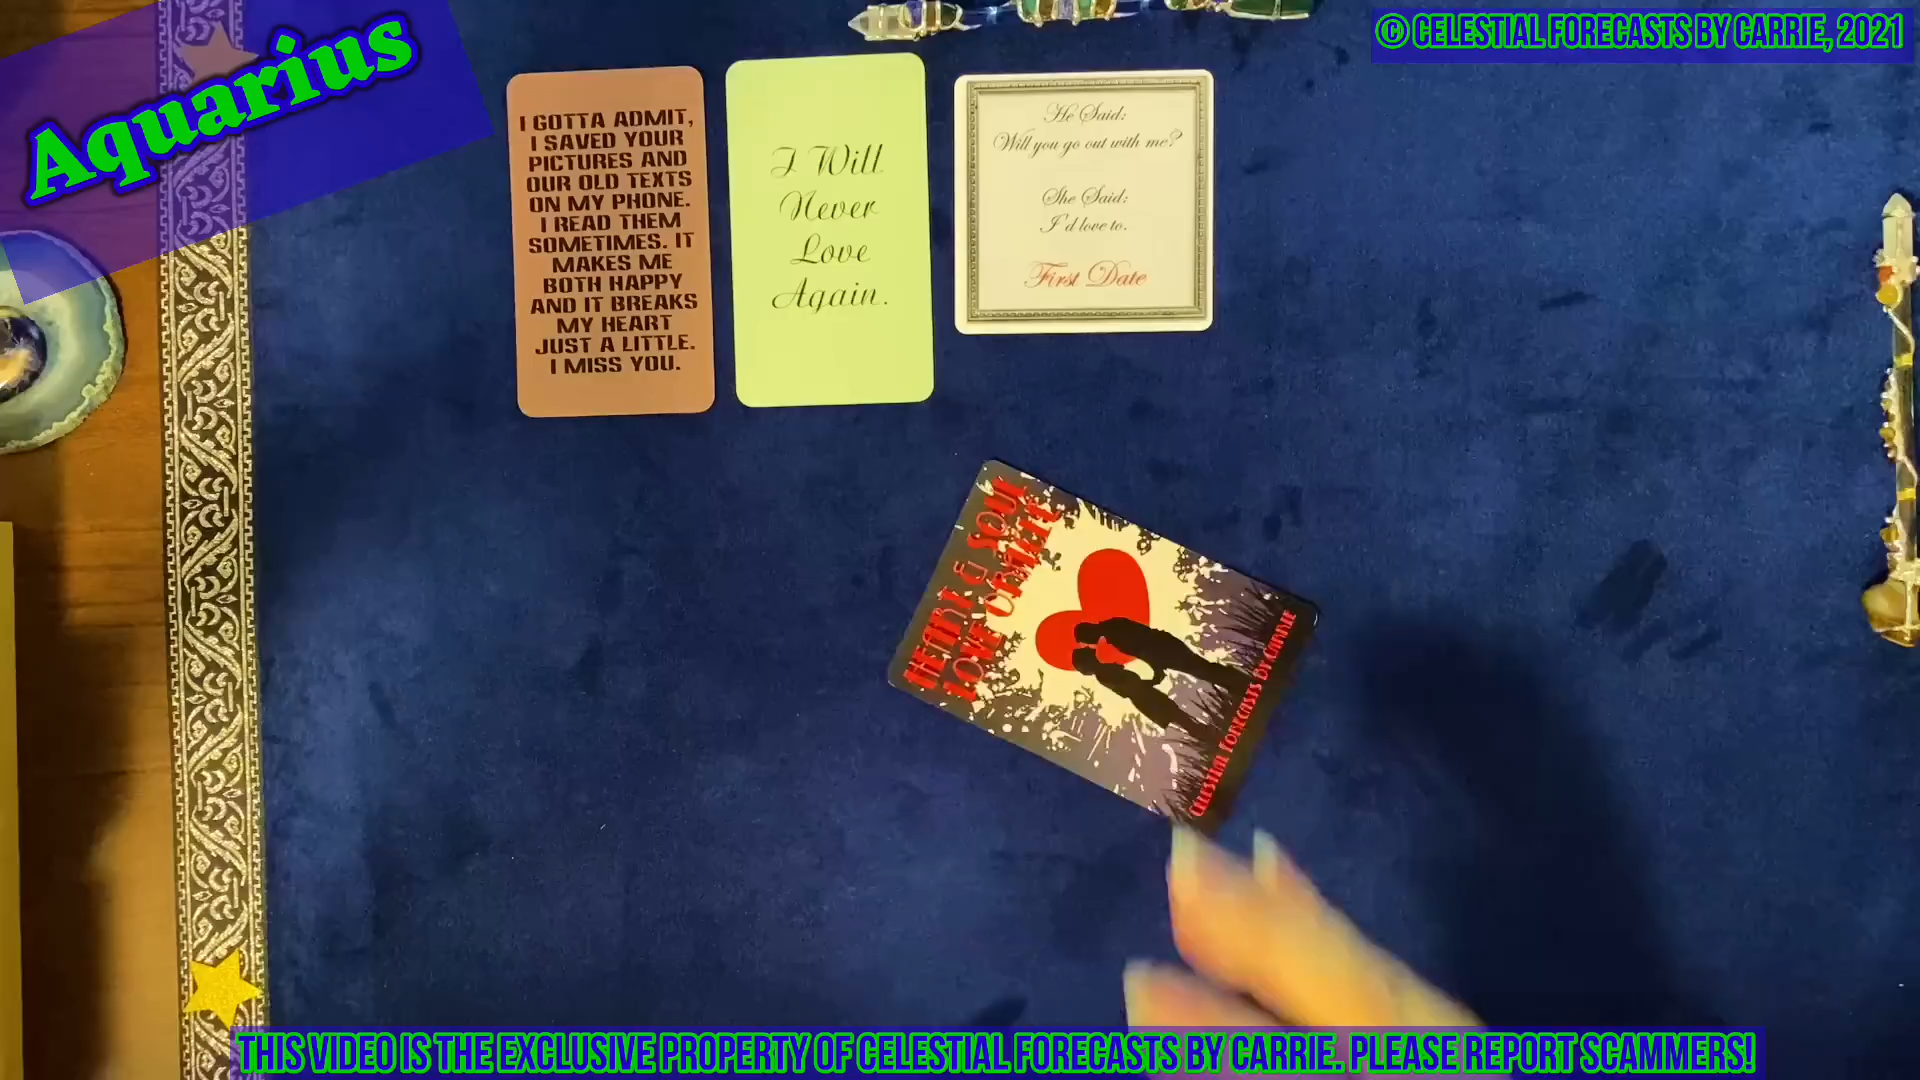 Aquarius
© CELESTIAL FORECASTS BY CARRIE, 2021
I GOTTA ADMIT,
I SAVED YOUR
PICTURES AND
OUR OLD TEXTS
ON MY PHONE.
I READ THEM
SOMETIMES. IT
MAKES ME
BOTH HAPPY
AND IT BREAKS
MY HEART
JUST A LITTLE.
I MISS YOU.
I Will
Never
Love
Again.
He Said:
Will you go out with me?
She Said:
I'd love to.
First Date
HEART & SOUL
LOVE ORACLE
CELESTIAL FORECASTS BY CARRIE
THIS VIDEO IS THE EXCLUSIVE PROPERTY OF CELESTIAL FORECASTS BY CARRIE. PLEASE REPORT SCAMMERS!